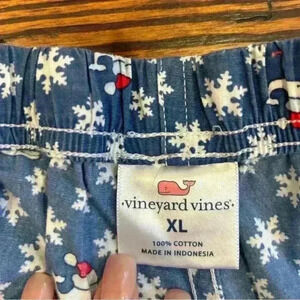 vineyard vines®
XL
100% COTTON
MADE IN INDONESIA